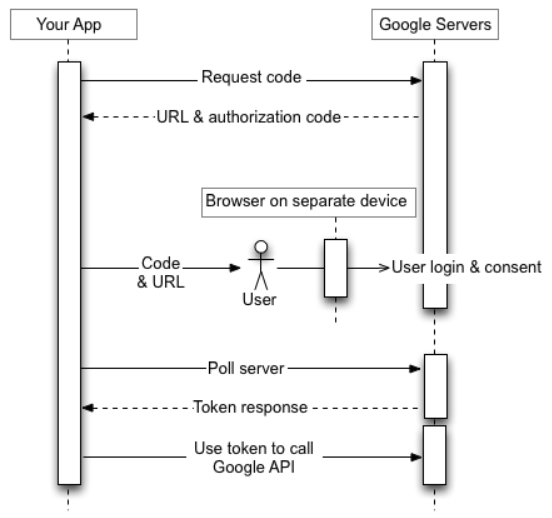 Your App
Google Servers
Request code
URL & authorization code
Browser on separate device
Code
& URL
User
User login & consent
Poll server
Token response
Use token to call
Google API